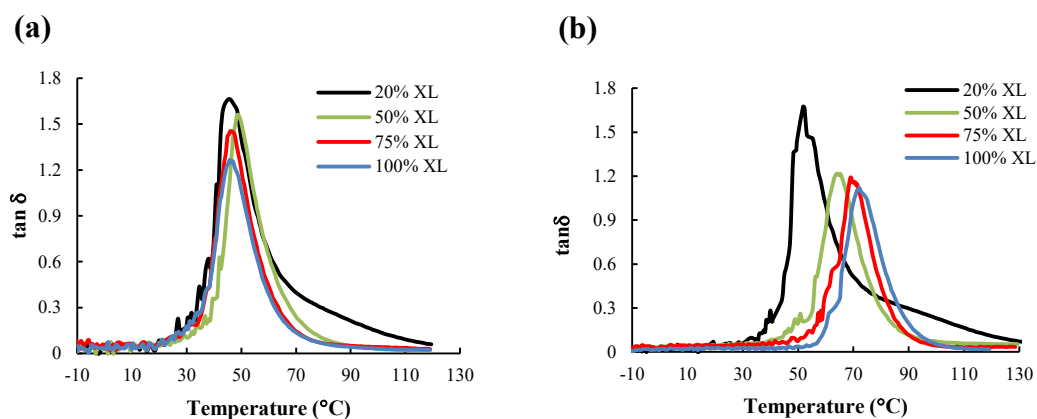 (a)
tan δ
1.8
1.5
1.2
0.9
0.6
0.3
0
-10 10 30 50 70 90 110 130
Temperature (°C)
20% XL
50% XL
75% XL
100% XL
(b)
tanδ
1.8
1.5
1.2
0.9
0.6
0.3
0
-10 10 30 50 70 90 110 130
Temperature (°C)
20% XL
50% XL
75% XL
100% XL